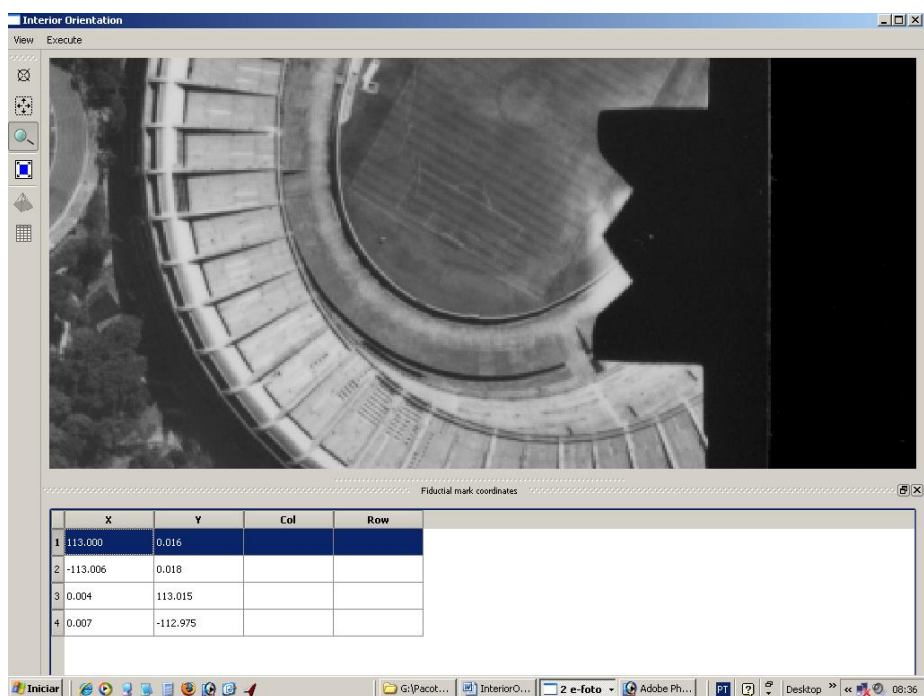 Interior Orientation
View Execute
Fiductial mark coordinates
X Y Col Row
1 113.000 0.016
2 -113.006 0.018
3 0.004 113.015
4 0.007 -112.975
Iniciar G:\Pacot... InteriorO... 2 e-foto Adobe Ph... PT Desktop » « 08:36